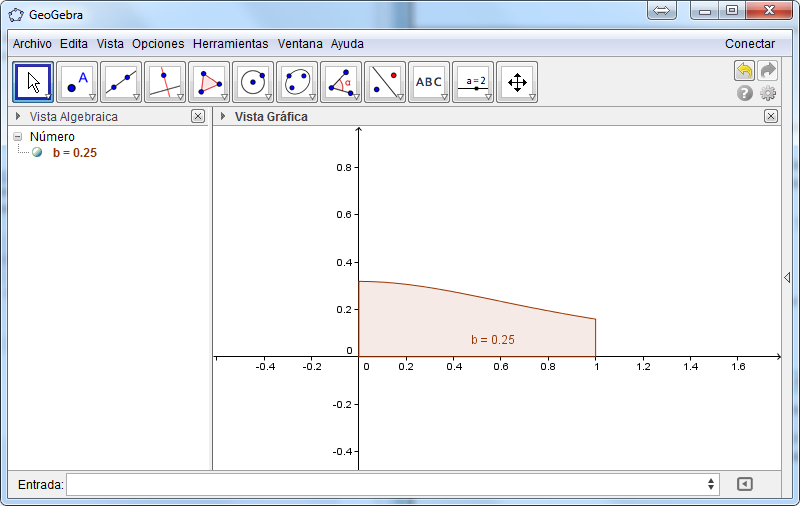 GeoGebra
Archivo Edita Vista Opciones Herramientas Ventana Ayuda Conectar
A α ABC a=2
Vista Algebraica Vista Gráfica
Número
b = 0.25
0.8
0.6
0.4
0.2
b = 0.25
0
-0.4 -0.2 0 0.2 0.4 0.6 0.8 1 1.2 1.4 1.6
-0.2
-0.4
Entrada: